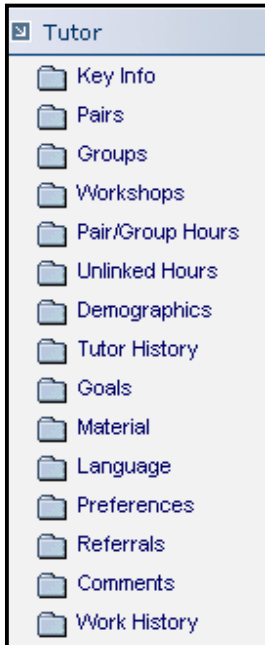 Tutor
Key Info
Pairs
Groups
Workshops
Pair/Group Hours
Unlinked Hours
Demographics
Tutor History
Goals
Material
Language
Preferences
Referrals
Comments
Work History